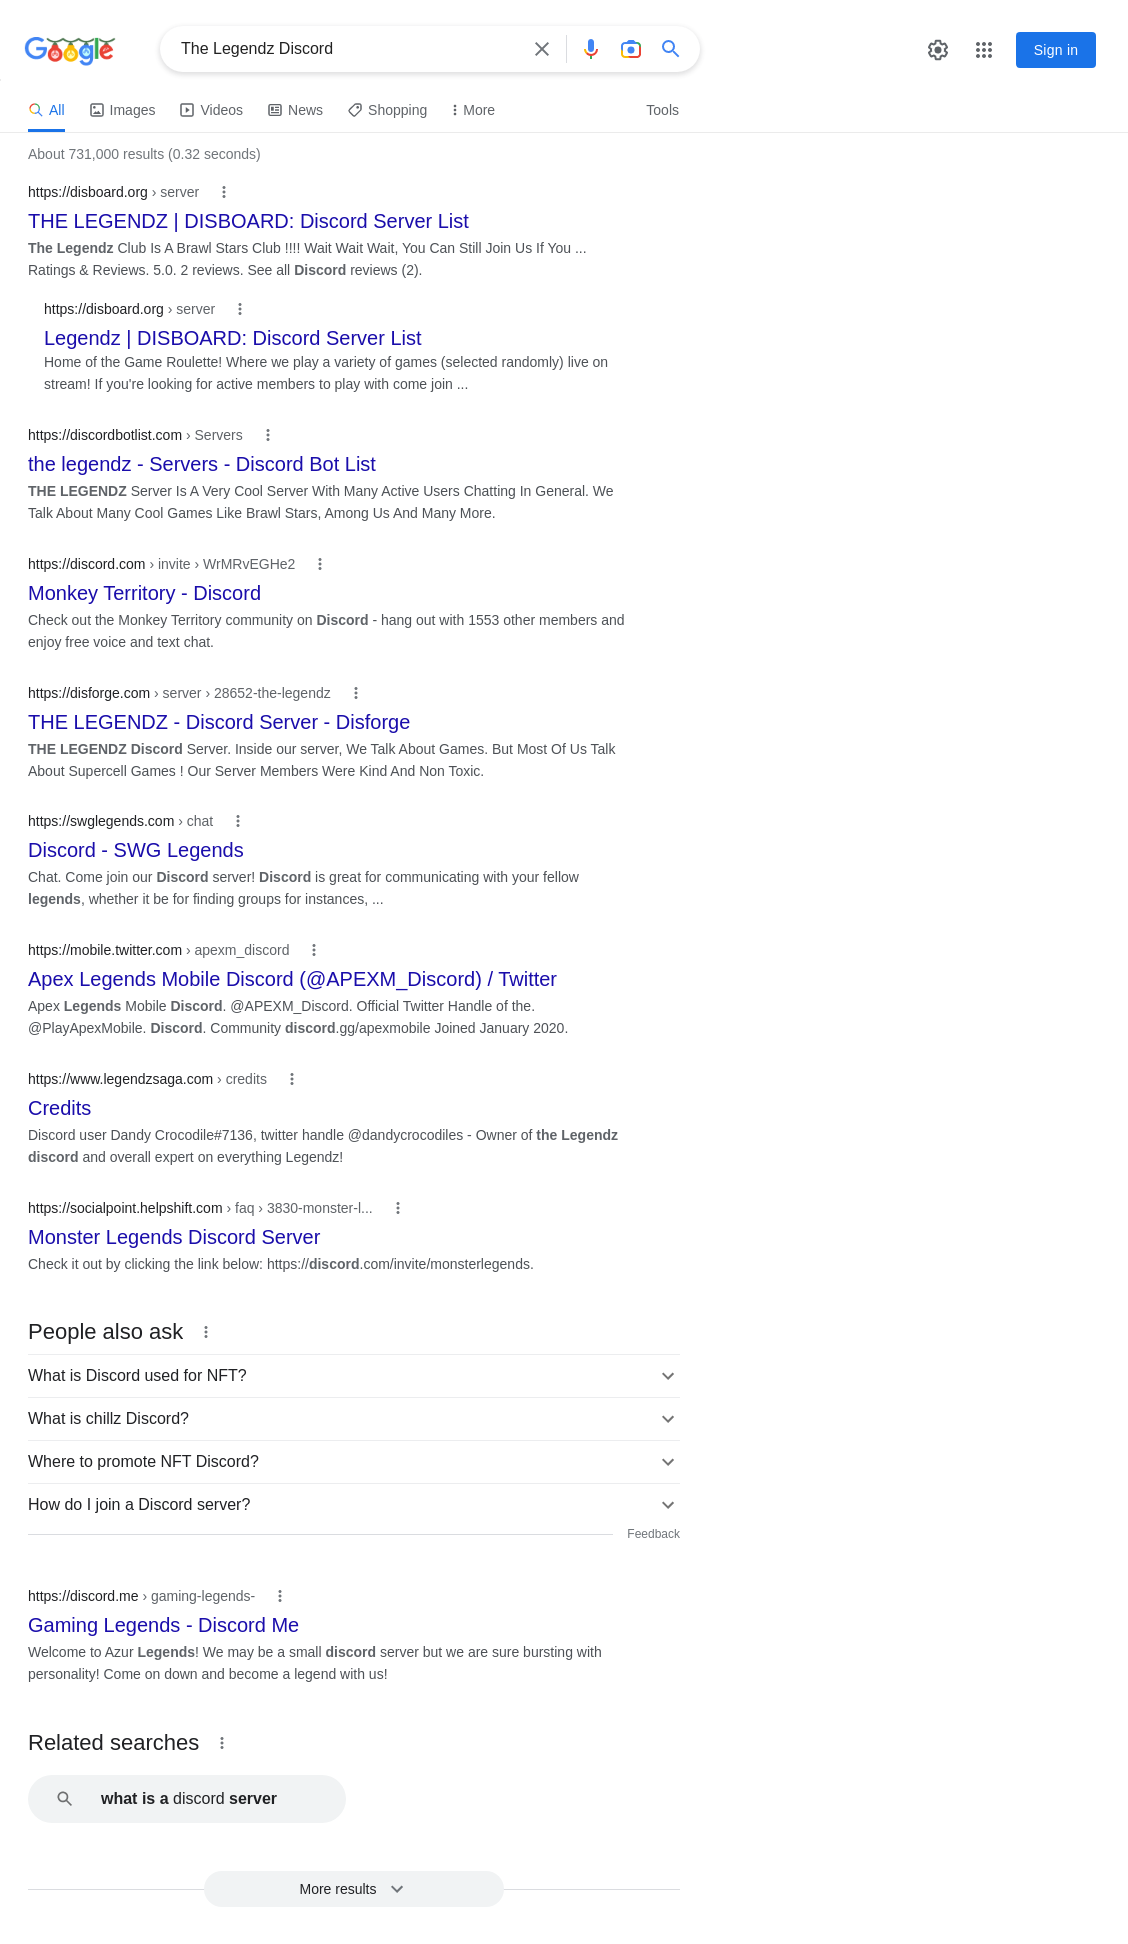 Google
The Legendz Discord
Sign in
All
Images
Videos
News
Shopping
More
Tools
About 731,000 results (0.32 seconds)
https://disboard.org › server
THE LEGENDZ | DISBOARD: Discord Server List
The Legendz Club Is A Brawl Stars Club !!!! Wait Wait Wait, You Can Still Join Us If You ...
Ratings & Reviews. 5.0. 2 reviews. See all Discord reviews (2).
https://disboard.org › server
Legendz | DISBOARD: Discord Server List
Home of the Game Roulette! Where we play a variety of games (selected randomly) live on
stream! If you're looking for active members to play with come join ...
https://discordbotlist.com › Servers
the legendz - Servers - Discord Bot List
THE LEGENDZ Server Is A Very Cool Server With Many Active Users Chatting In General. We
Talk About Many Cool Games Like Brawl Stars, Among Us And Many More.
https://discord.com › invite › WrMRvEGHe2
Monkey Territory - Discord
Check out the Monkey Territory community on Discord - hang out with 1553 other members and
enjoy free voice and text chat.
https://disforge.com › server › 28652-the-legendz
THE LEGENDZ - Discord Server - Disforge
THE LEGENDZ Discord Server. Inside our server, We Talk About Games. But Most Of Us Talk
About Supercell Games ! Our Server Members Were Kind And Non Toxic.
https://swglegends.com › chat
Discord - SWG Legends
Chat. Come join our Discord server! Discord is great for communicating with your fellow
legends, whether it be for finding groups for instances, ...
https://mobile.twitter.com › apexm_discord
Apex Legends Mobile Discord (@APEXM_Discord) / Twitter
Apex Legends Mobile Discord. @APEXM_Discord. Official Twitter Handle of the.
@PlayApexMobile. Discord. Community discord.gg/apexmobile Joined January 2020.
https://www.legendzsaga.com › credits
Credits
Discord user Dandy Crocodile#7136, twitter handle @dandycrocodiles - Owner of the Legendz
discord and overall expert on everything Legendz!
https://socialpoint.helpshift.com › faq › 3830-monster-l...
Monster Legends Discord Server
Check it out by clicking the link below: https://discord.com/invite/monsterlegends.
People also ask
What is Discord used for NFT?
What is chillz Discord?
Where to promote NFT Discord?
How do I join a Discord server?
Feedback
https://discord.me › gaming-legends-
Gaming Legends - Discord Me
Welcome to Azur Legends! We may be a small discord server but we are sure bursting with
personality! Come on down and become a legend with us!
Related searches
what is a discord server
More results